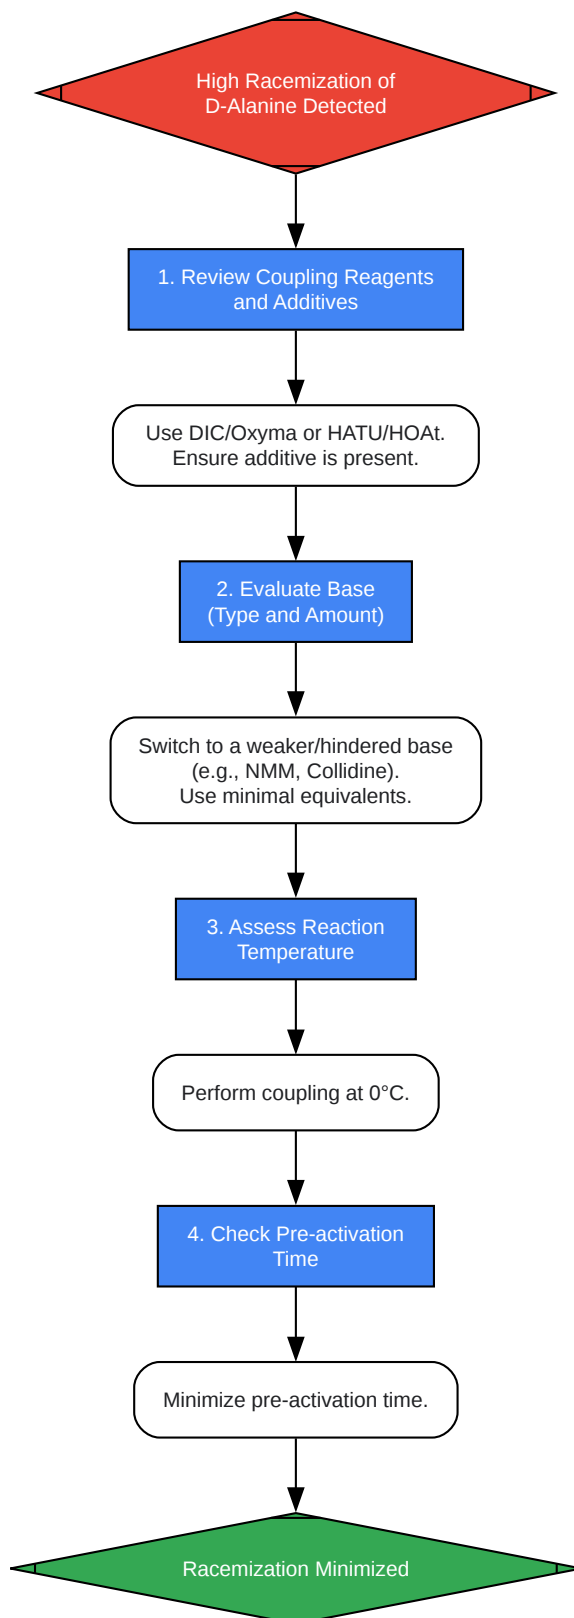 High Racemization of
D-Alanine Detected
1. Review Coupling Reagents
and Additives
Use DIC/Oxyma or HATU/HOAt.
Ensure additive is present.
2. Evaluate Base
(Type and Amount)
Switch to a weaker/hindered base
(e.g., NMM, Collidine).
Use minimal equivalents.
3. Assess Reaction
Temperature
Perform coupling at 0°C.
4. Check Pre-activation
Time
Minimize pre-activation time.
Racemization Minimized